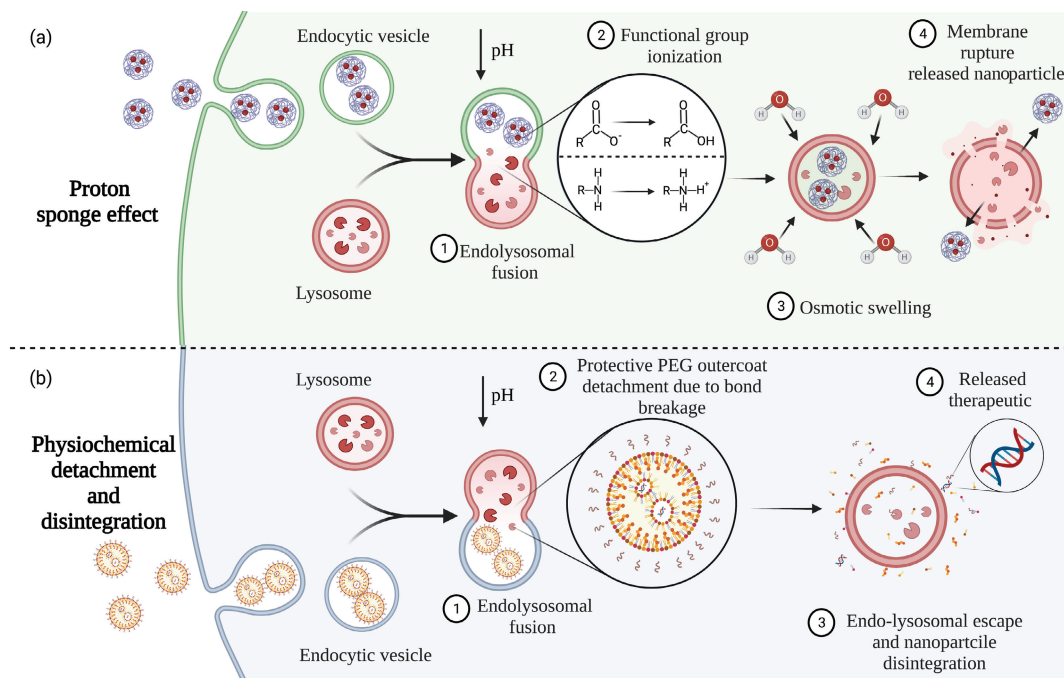 (a)
Proton
sponge effect
Endocytic vesicle
Lysosome
pH
1 Endolysosomal
fusion
2 Functional group
ionization
R C O O-
R C O OH
R-N H H
R-N-H+ H H
H O H
H O H
H O H
H O H
3 Osmotic swelling
4 Membrane
rupture
released nanoparticle
(b)
Physiochemical
detachment
and
disintegration
Lysosome
Endocytic vesicle
pH
1 Endolysosomal
fusion
2 Protective PEG outercoat
detachment due to bond
breakage
3 Endo-lysosomal escape
and nanopartcile
disintegration
4 Released
therapeutic